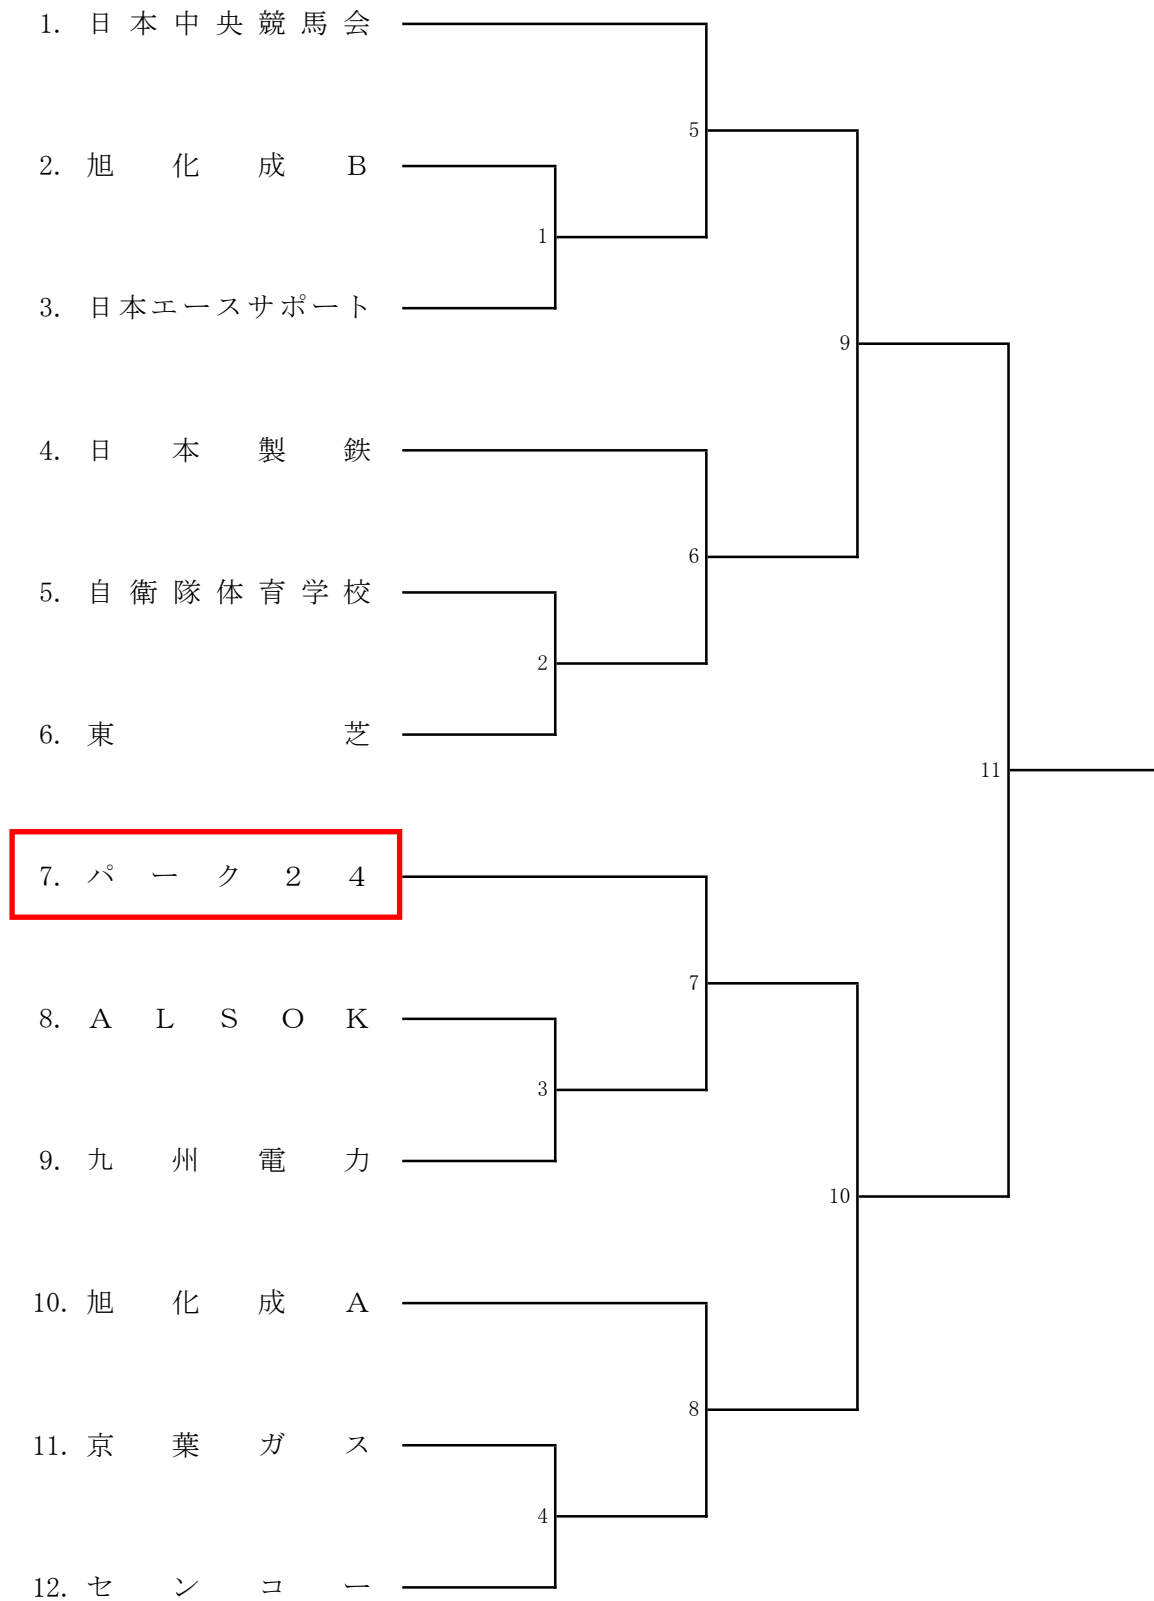 1. 日本中央競馬会
5
2. 旭化成B
1
3. 日本エースサポート
9
4. 日本製鉄
6
5. 自衛隊体育学校
2
6. 東芝
11
7. パーク24
7
8. ALSOK
3
9. 九州電力
10
10. 旭化成A
8
11. 京葉ガス
4
12. センコー